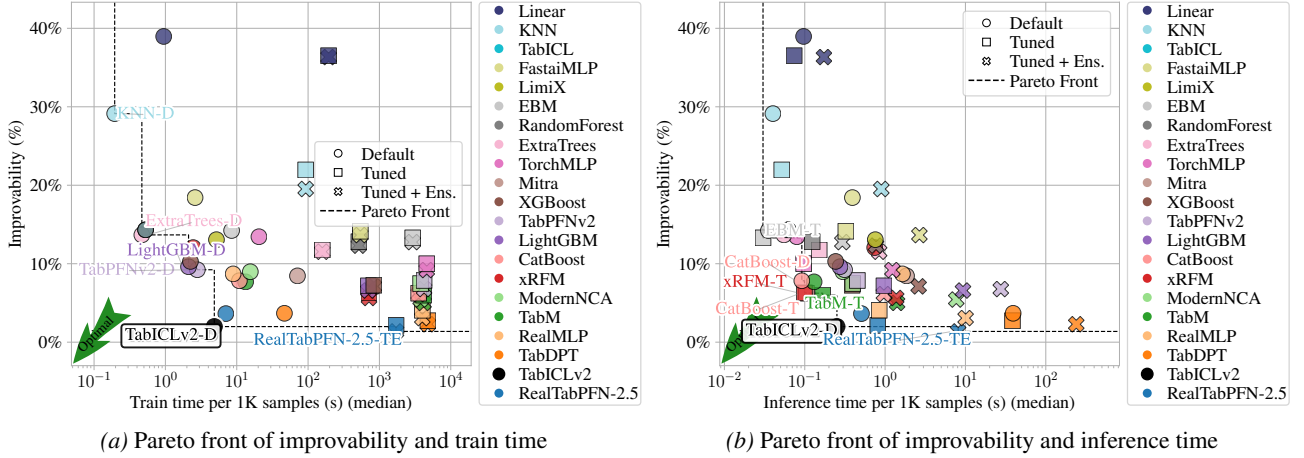 40%
30%
20%
10%
0%
Improvability (%)
KNN-D
ExtraTrees-D
LightGBM-D
TabPFNv2-D
TabICLv2-D
RealTabPFN-2.5-TE
Optimal
Default
Tuned
Tuned + Ens.
Pareto Front
10⁻¹ 10⁰ 10¹ 10² 10³ 10⁴
Train time per 1K samples (s) (median)
Linear
KNN
TabICL
FastaiMLP
LimiX
EBM
RandomForest
ExtraTrees
TorchMLP
Mitra
XGBoost
TabPFNv2
LightGBM
CatBoost
xRFM
ModernNCA
TabM
RealMLP
TabDPT
TabICLv2
RealTabPFN-2.5
(a) Pareto front of improvability and train time
40%
30%
20%
10%
0%
Improvability (%)
EBM-T
CatBoost-D
xRFM-T
CatBoost-T
TabM-T
TabICLv2-D
RealTabPFN-2.5-TE
Optimal
Default
Tuned
Tuned + Ens.
Pareto Front
10⁻² 10⁻¹ 10⁰ 10¹ 10²
Inference time per 1K samples (s) (median)
Linear
KNN
TabICL
FastaiMLP
LimiX
EBM
RandomForest
ExtraTrees
TorchMLP
Mitra
XGBoost
TabPFNv2
LightGBM
CatBoost
xRFM
ModernNCA
TabM
RealMLP
TabDPT
TabICLv2
RealTabPFN-2.5
(b) Pareto front of improvability and inference time